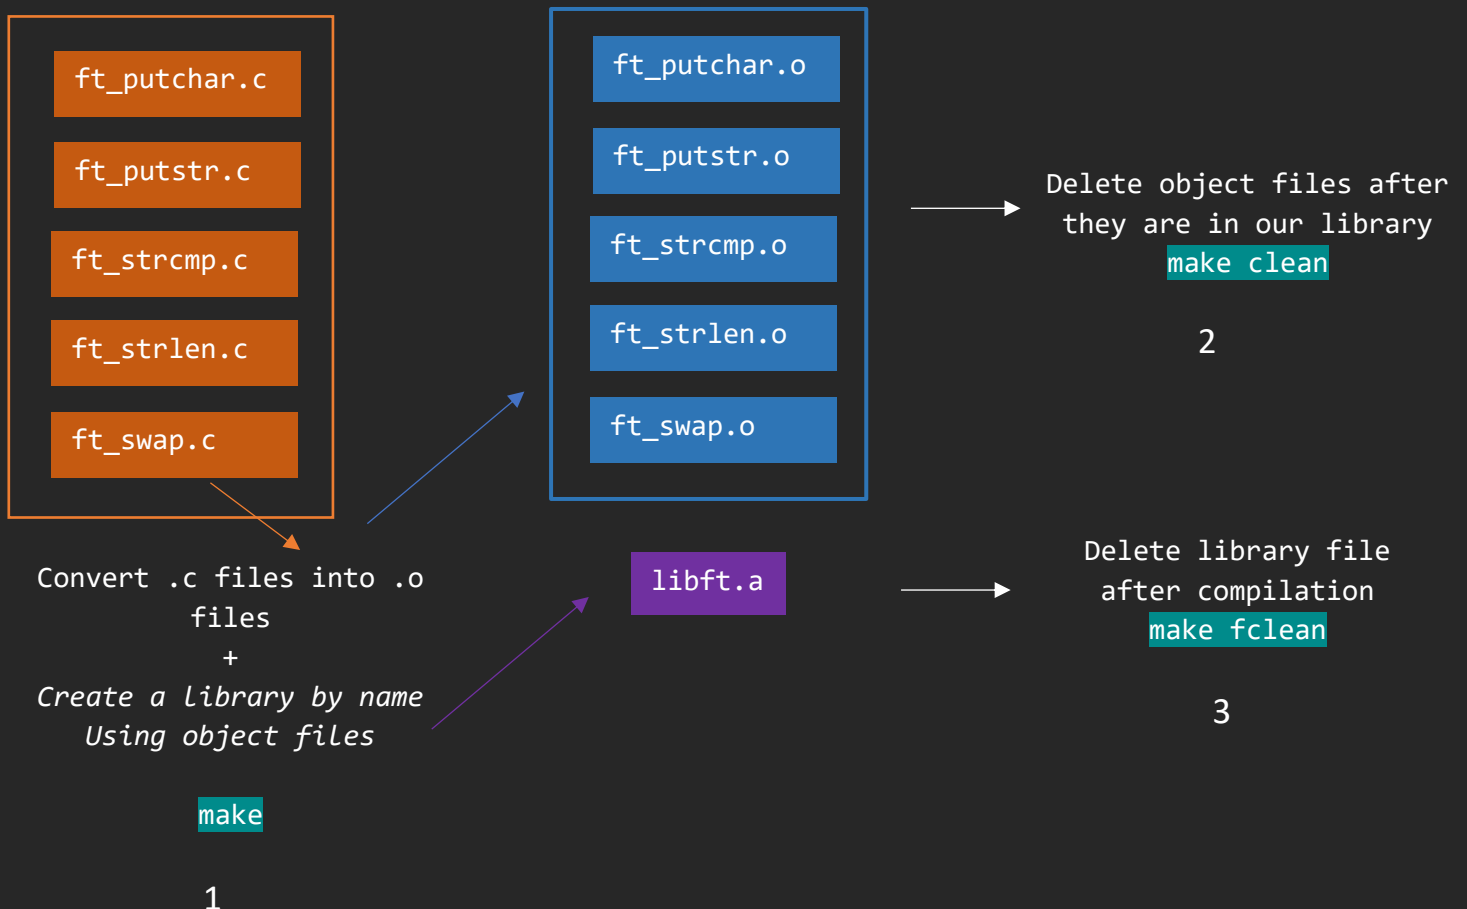 ft_putchar.c
ft_putstr.c
ft_strcmp.c
ft_strlen.c
ft_swap.c
Convert .c files into .o
files
+
Create a library by name
Using object files
make
1
ft_putchar.o
ft_putstr.o
ft_strcmp.o
ft_strlen.o
ft_swap.o
libft.a
Delete object files after
they are in our library
make clean
2
Delete library file
after compilation
make fclean
3